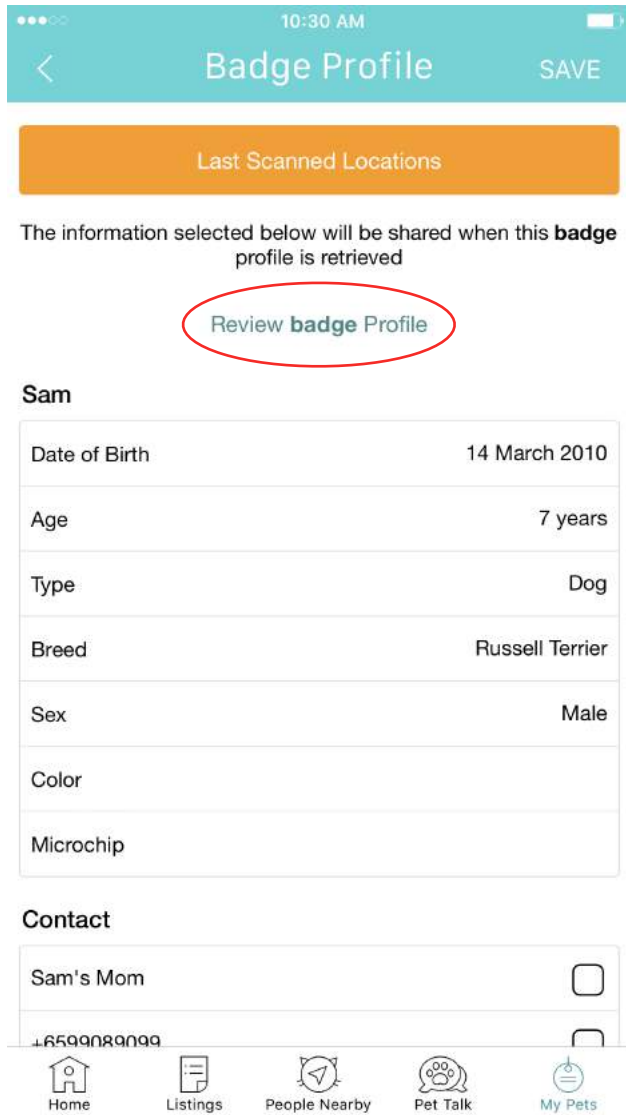 10:30 AM
Badge Profile
SAVE
Last Scanned Locations
The information selected below will be shared when this badge
profile is retrieved
Review badge Profile
Sam
Date of Birth 14 March 2010
Age 7 years
Type Dog
Breed Russell Terrier
Sex Male
Color
Microchip
Contact
Sam's Mom
+6599089099
Home Listings People Nearby Pet Talk My Pets